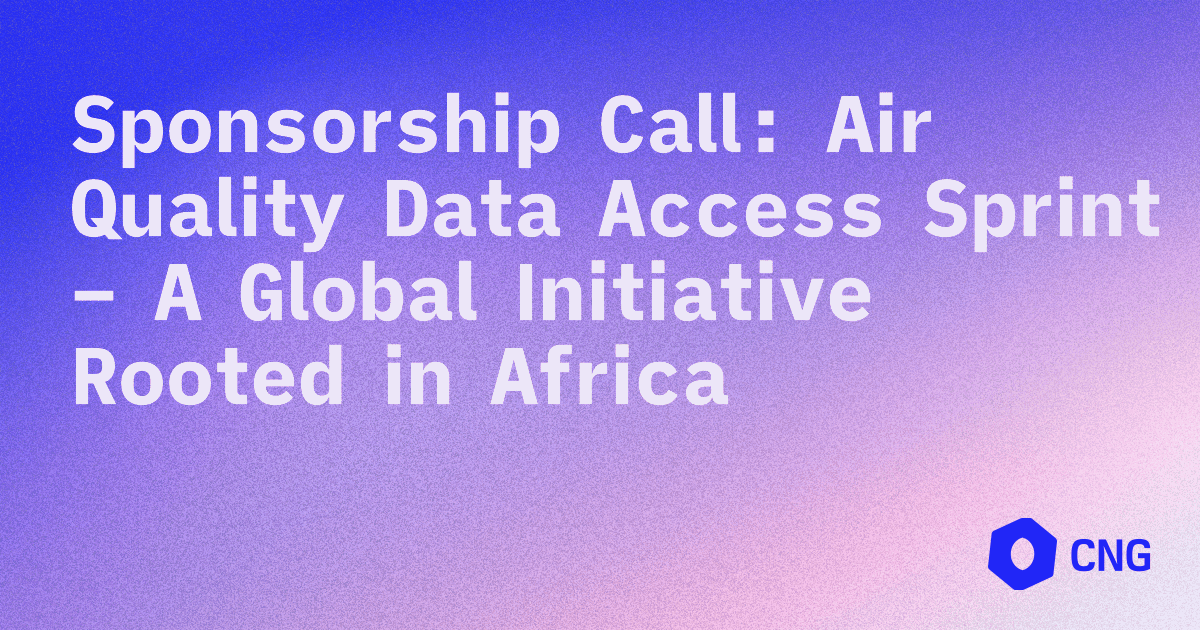 Sponsorship Call: Air
Quality Data Access Sprint
– A Global Initiative
Rooted in Africa
CNG